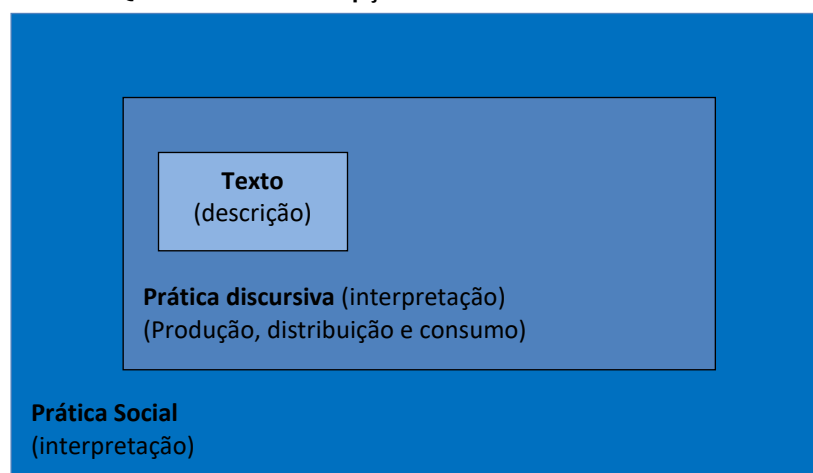 Texto
(descrição)
Prática discursiva (interpretação)
(Produção, distribuição e consumo)
Prática Social
(interpretação)